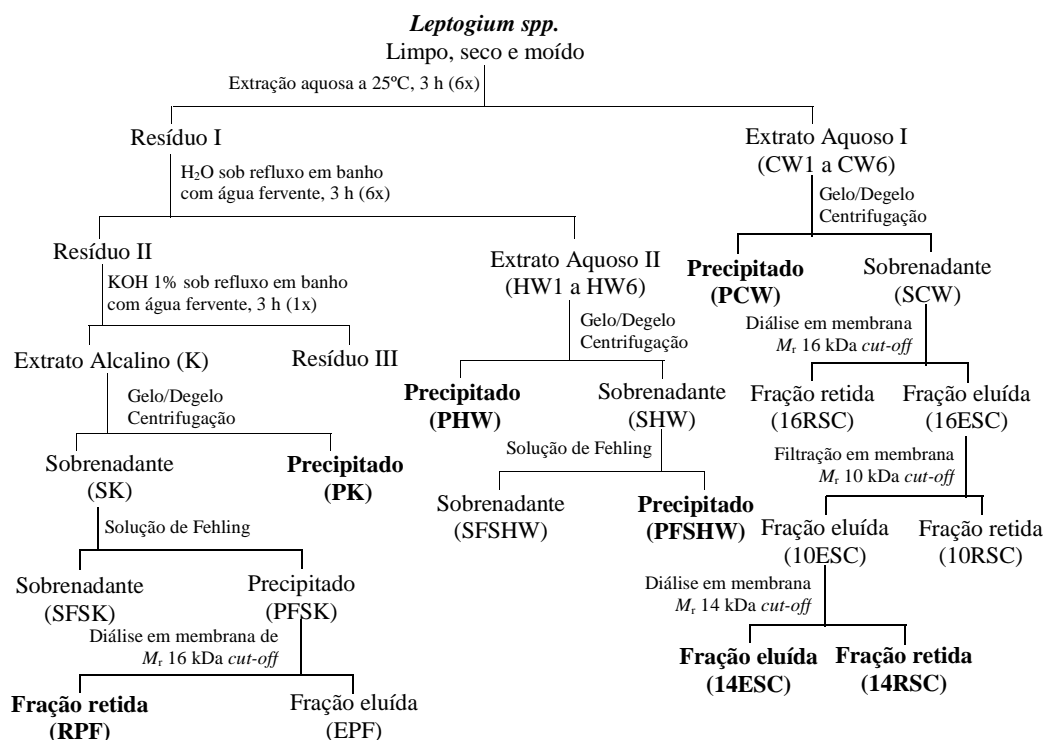 Leptogium spp.
Limpo, seco e moído
Extração aquosa a 25ºC, 3 h (6x)
Resíduo I
Extrato Aquoso I
(CW1 a CW6)
H₂O sob refluxo em banho
com água fervente, 3 h (6x)
Gelo/Degelo
Centrifugação
Resíduo II
Extrato Aquoso II
(HW1 a HW6)
Precipitado
(PCW)
Sobrenadante
(SCW)
KOH 1% sob refluxo em banho
com água fervente, 3 h (1x)
Gelo/Degelo
Centrifugação
Diálise em membrana
Mr 16 kDa cut-off
Extrato Alcalino (K)
Resíduo III
Precipitado
(PHW)
Sobrenadante
(SHW)
Fração retida
(16RSC)
Fração eluída
(16ESC)
Gelo/Degelo
Centrifugação
Solução de Fehling
Filtração em membrana
Mr 10 kDa cut-off
Sobrenadante
(SK)
Precipitado
(PK)
Sobrenadante
(SFSHW)
Precipitado
(PFSHW)
Fração eluída
(10ESC)
Fração retida
(10RSC)
Solução de Fehling
Diálise em membrana
Mr 14 kDa cut-off
Sobrenadante
(SFSK)
Precipitado
(PFSK)
Fração eluída
(14ESC)
Fração retida
(14RSC)
Diálise em membrana de
Mr 16 kDa cut-off
Fração retida
(RPF)
Fração eluída
(EPF)